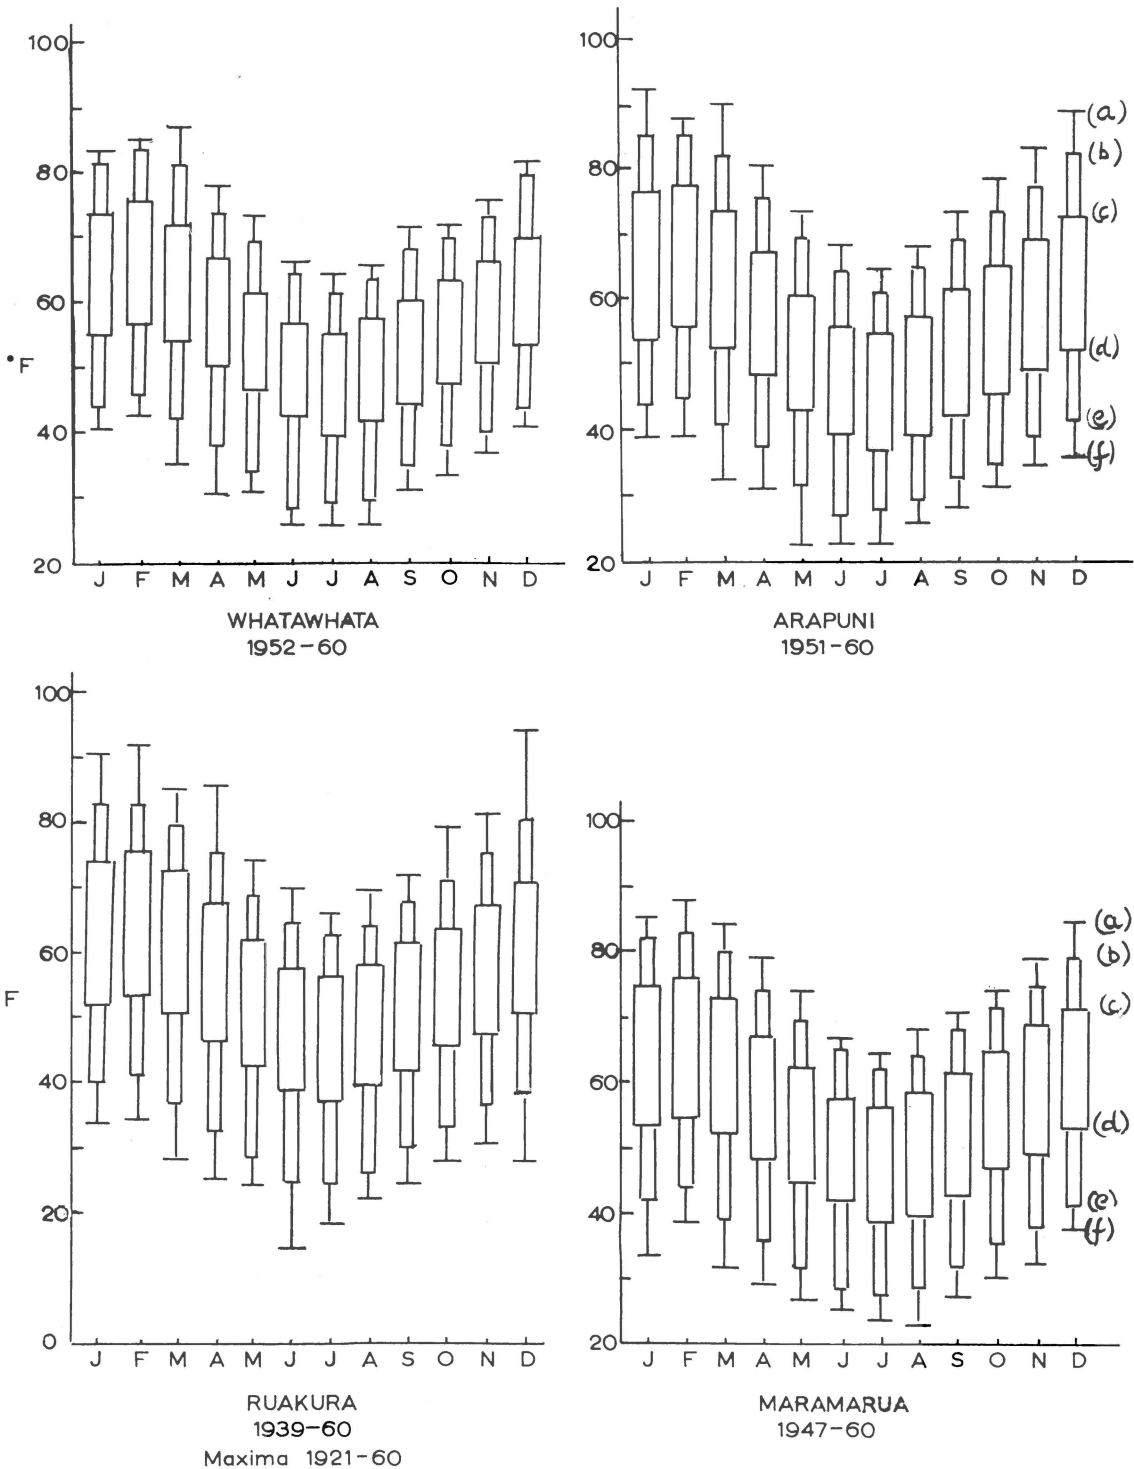 100
80
60
°F
40
20
J F M A M J J A S O N D
WHATAWHATA
1952-60
100
80
60
40
20
(a)
(b)
(c)
(d)
(e)
(f)
J F M A M J J A S O N D
ARAPUNI
1951-60
100
80
60
F
40
20
0
J F M A M J J A S O N D
RUAKURA
1939-60
Maxima 1921-60
100
80
60
40
20
(a)
(b)
(c)
(d)
(e)
(f)
J F M A M J J A S O N D
MARAMARUA
1947-60